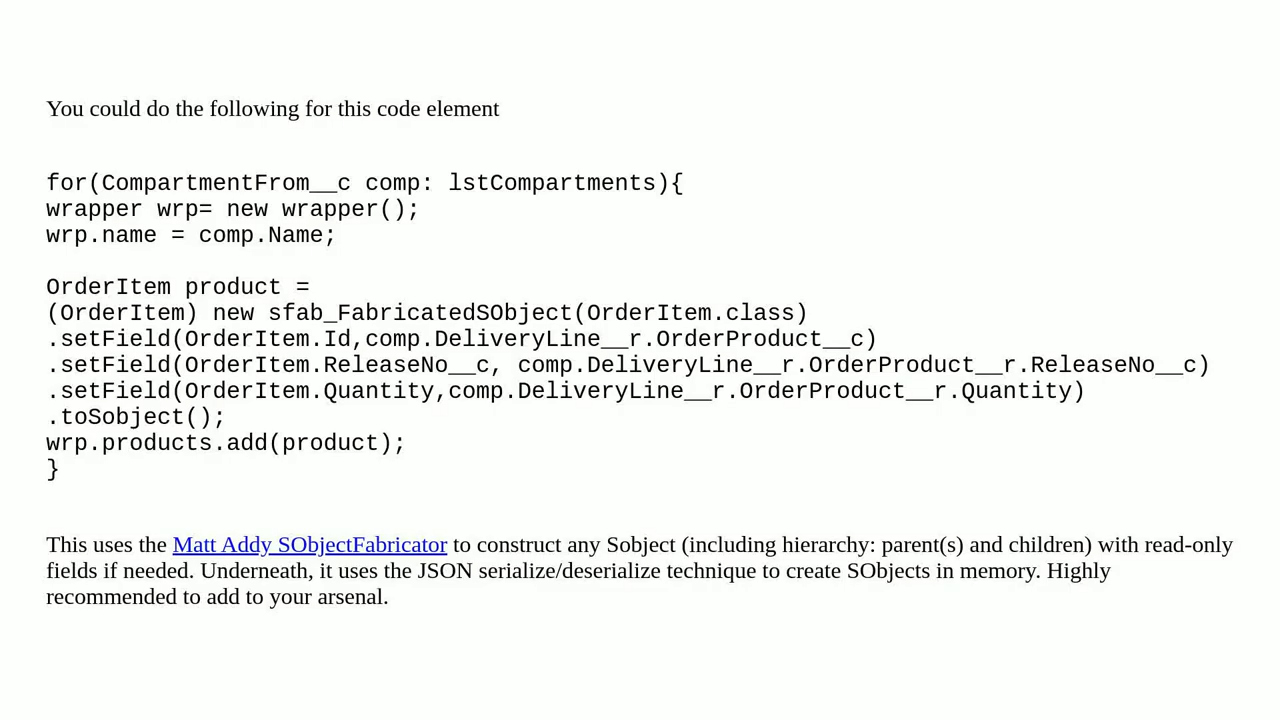 You could do the following for this code element
for(CompartmentFrom__c comp: lstCompartments){
wrapper wrp= new wrapper();
wrp.name = comp.Name;
OrderItem product =
(OrderItem) new sfab_FabricatedSObject(OrderItem.class)
.setField(OrderItem.Id,comp.DeliveryLine__r.OrderProduct__c)
.setField(OrderItem.ReleaseNo__c, comp.DeliveryLine__r.OrderProduct__r.ReleaseNo__c)
.setField(OrderItem.Quantity,comp.DeliveryLine__r.OrderProduct__r.Quantity)
.toSobject();
wrp.products.add(product);
}
This uses the Matt Addy SObjectFabricator to construct any Sobject (including hierarchy: parent(s) and children) with read-only
fields if needed. Underneath, it uses the JSON serialize/deserialize technique to create SObjects in memory. Highly
recommended to add to your arsenal.